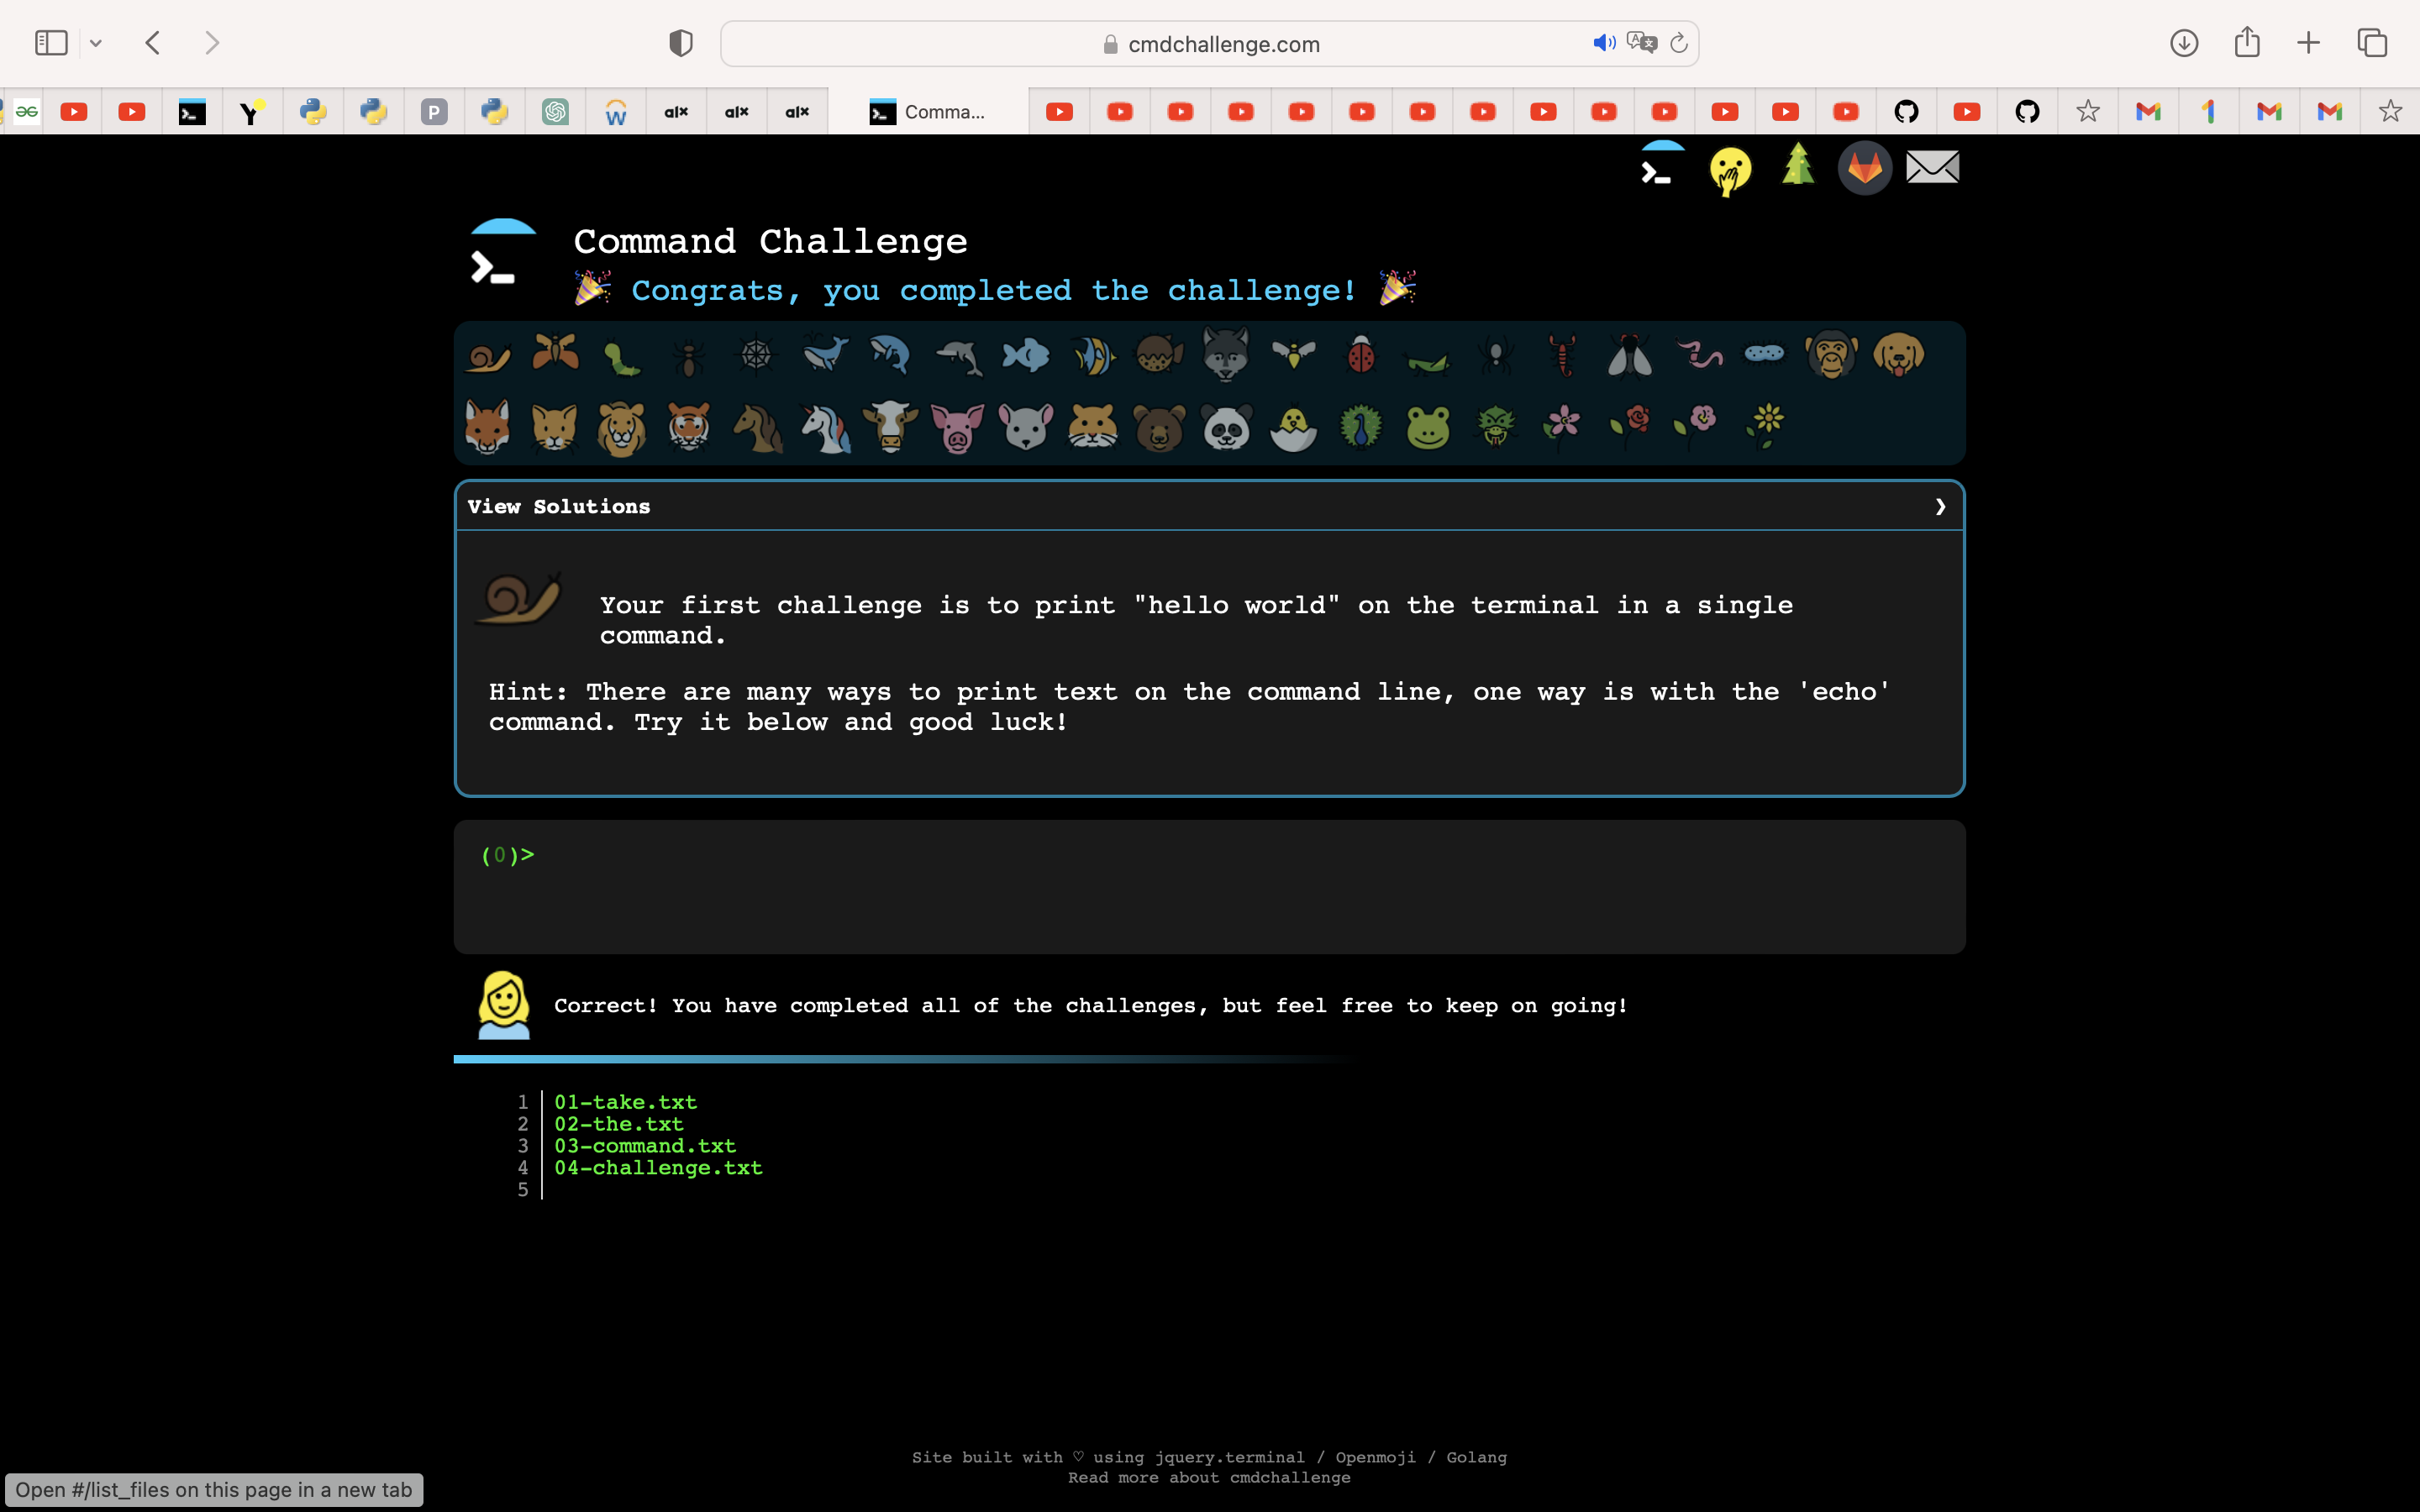 cmdchallenge.com
alx
alx
alx
Comma...
Command Challenge
Congrats, you completed the challenge!
View Solutions
Your first challenge is to print "hello world" on the terminal in a single
command.
Hint: There are many ways to print text on the command line, one way is with the 'echo'
command. Try it below and good luck!
(0)>
Correct! You have completed all of the challenges, but feel free to keep on going!
1 01-take.txt
2 02-the.txt
3 03-command.txt
4 04-challenge.txt
5
Site built with ♡ using jquery.terminal / Openmoji / Golang
Read more about cmdchallenge
Open #/list_files on this page in a new tab